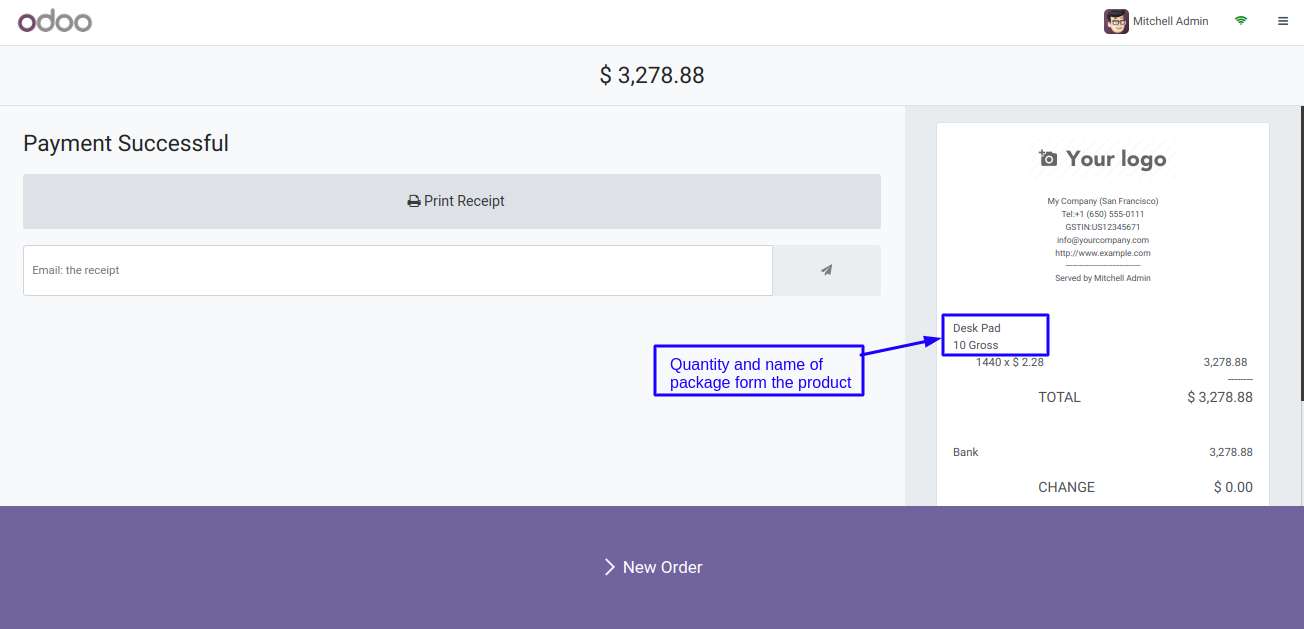 odoo
Mitchell Admin
$ 3,278.88
Payment Successful
Print Receipt
Email: the receipt
Your logo
My Company (San Francisco)
Tel:+1 (650) 555-0111
GSTIN:US12345671
info@yourcompany.com
http://www.example.com
--------------------------------
Served by Mitchell Admin
Desk Pad
10 Gross
1440 x $ 2.28 3,278.88
--------
TOTAL $ 3,278.88
Bank 3,278.88
CHANGE $ 0.00
Quantity and name of
package form the product
New Order